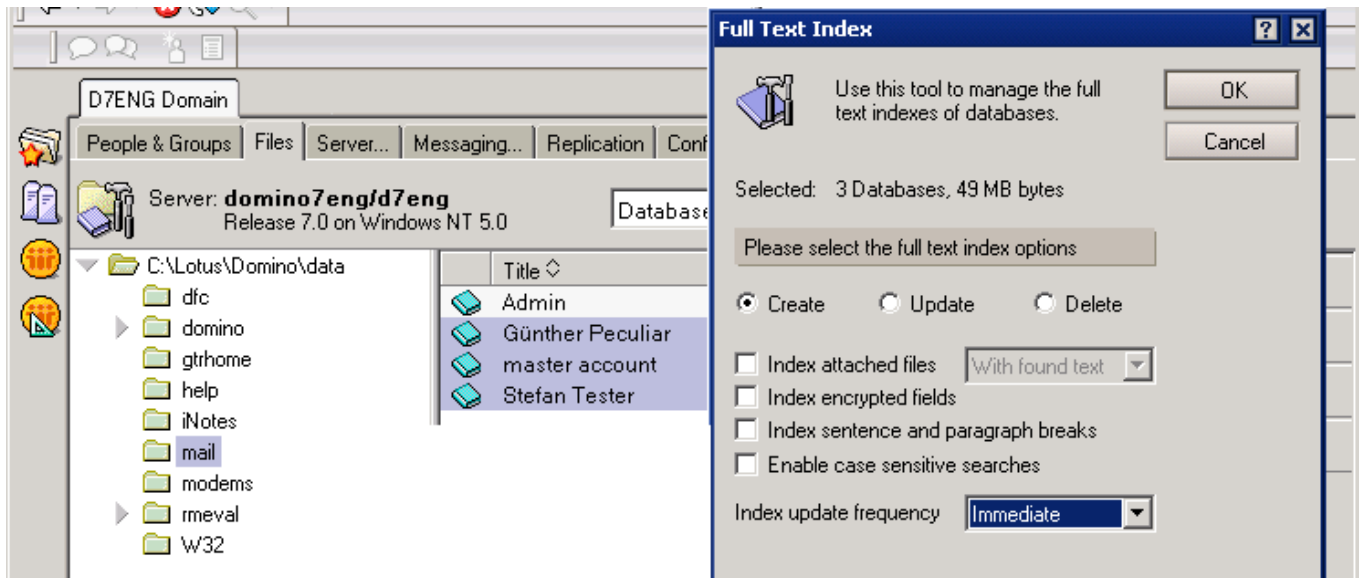 D7ENG Domain
People & Groups Files Server... Messaging... Replication Conf
Server: domino7eng/d7eng
Release 7.0 on Windows NT 5.0
Database
C:\Lotus\Domino\data
dfc
domino
gtrhome
help
iNotes
mail
modems
rmeval
W32
Title
Admin
Günther Peculiar
master account
Stefan Tester
Full Text Index
Use this tool to manage the full
text indexes of databases.
OK
Cancel
Selected: 3 Databases, 49 MB bytes
Please select the full text index options
Create Update Delete
Index attached files With found text
Index encrypted fields
Index sentence and paragraph breaks
Enable case sensitive searches
Index update frequency Immediate